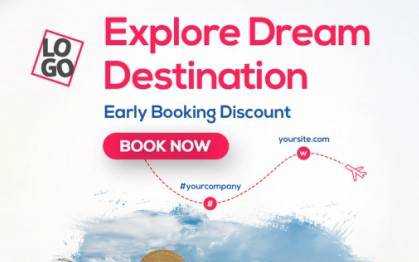 LO
GO
Explore Dream
Destination
Early Booking Discount
BOOK NOW
yoursite.com
w
#yourcompany
#